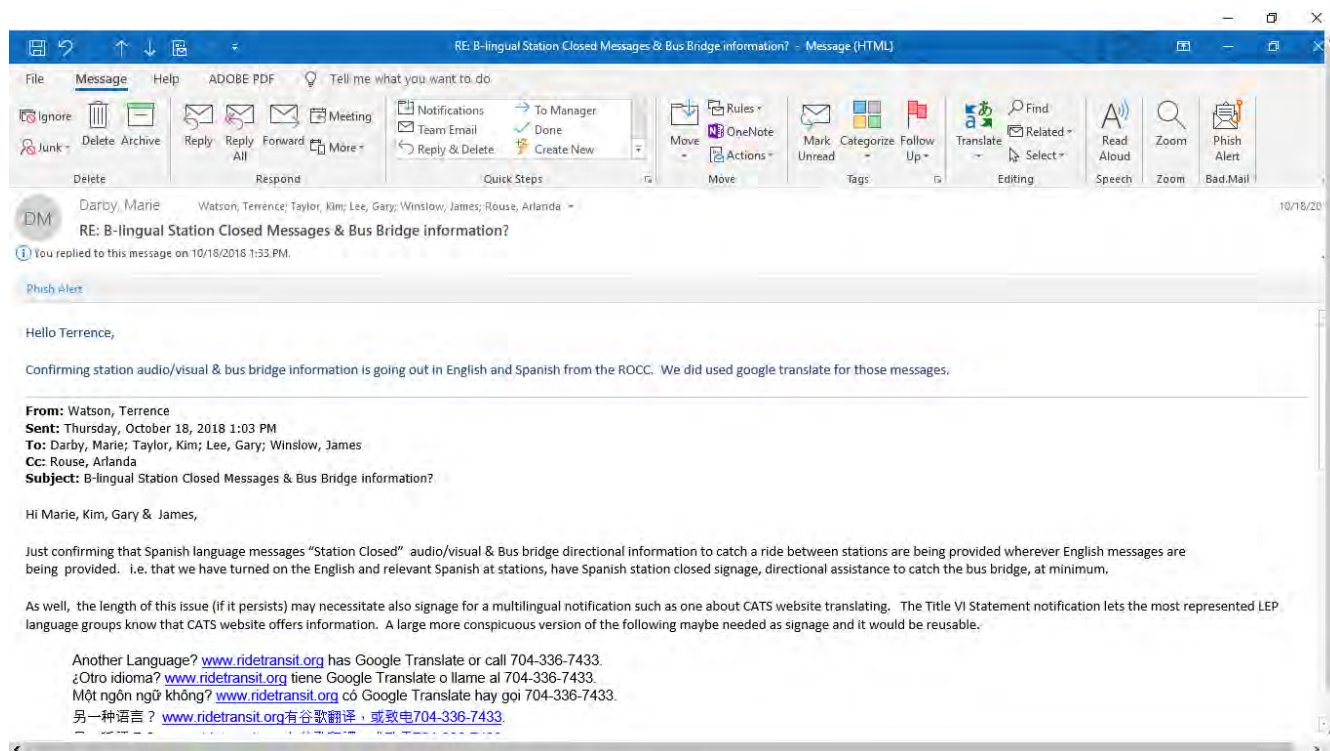 RE: B-lingual Station Closed Messages & Bus Bridge information? - Message (HTML)
File Message Help ADOBE PDF Tell me what you want to do
Ignore Delete Archive Reply Reply All Forward Meeting Notifications To Manager Move Rules Mark Unread Categorize Follow Up Translate Find Read Aloud Zoom Phish Alert
Junk More Team Email Done OneNote Related
Reply & Delete Create New Actions Select
Delete Respond Quick Steps Move Tags Editing Speech Zoom Bad.Mail
DM Darby, Marie Watson, Terrence; Taylor, Kim; Lee, Gary; Winslow, James; Rouse, Arlanda 10/18/20
RE: B-lingual Station Closed Messages & Bus Bridge information?
You replied to this message on 10/18/2018 1:33 PM.
Phish Alert
Hello Terrence,
Confirming station audio/visual & bus bridge information is going out in English and Spanish from the ROCC. We did used google translate for those messages.
From: Watson, Terrence
Sent: Thursday, October 18, 2018 1:03 PM
To: Darby, Marie; Taylor, Kim; Lee, Gary; Winslow, James
Cc: Rouse, Arlanda
Subject: B-lingual Station Closed Messages & Bus Bridge information?
Hi Marie, Kim, Gary & James,
Just confirming that Spanish language messages “Station Closed” audio/visual & Bus bridge directional information to catch a ride between stations are being provided wherever English messages are
being provided. i.e. that we have turned on the English and relevant Spanish at stations, have Spanish station closed signage, directional assistance to catch the bus bridge, at minimum.
As well, the length of this issue (if it persists) may necessitate also signage for a multilingual notification such as one about CATS website translating. The Title VI Statement notification lets the most represented LEP
language groups know that CATS website offers information. A large more conspicuous version of the following maybe needed as signage and it would be reusable.
Another Language? www.ridetransit.org has Google Translate or call 704-336-7433.
¿Otro idioma? www.ridetransit.org tiene Google Translate o llame al 704-336-7433.
Một ngôn ngữ không? www.ridetransit.org có Google Translate hay gọi 704-336-7433.
另一种语言？ www.ridetransit.org有谷歌翻译，或致电704-336-7433.